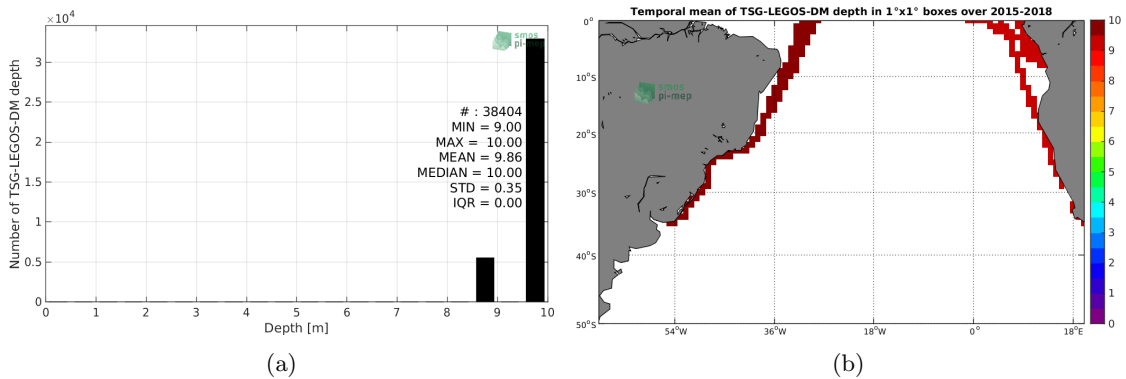 ×10⁴
3.5
3
2.5
2
1.5
1
0.5
0
Number of TSG-LEGOS-DM depth
smos
pi-mep
# : 38404
MIN = 9.00
MAX = 10.00
MEAN = 9.86
MEDIAN = 10.00
STD = 0.35
IQR = 0.00
0 1 2 3 4 5 6 7 8 9 10
Depth [m]
(a)
Temporal mean of TSG-LEGOS-DM depth in 1°x1° boxes over 2015-2018
0°
10°S
20°S
30°S
40°S
50°S
smos
pi-mep
54°W 36°W 18°W 0° 18°E
10
9
8
7
6
5
4
3
2
1
0
(b)